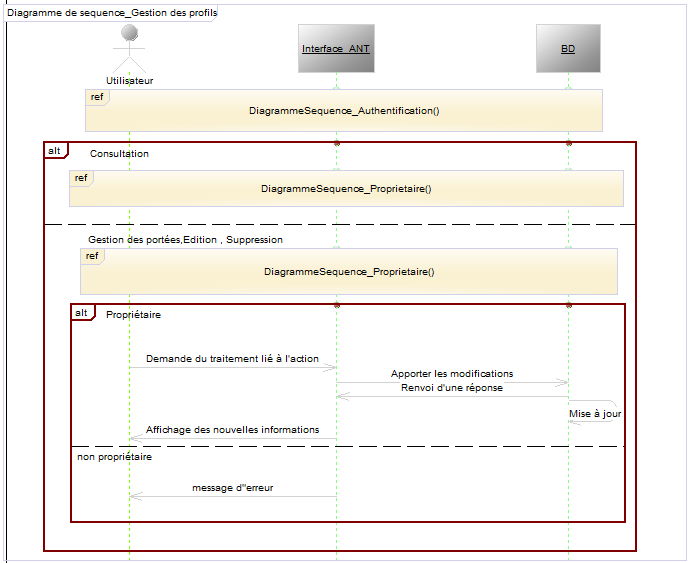 Diagramme de sequence_Gestion des profils
Interface_ANT
BD
Utilisateur
ref
DiagrammeSequence_Authentification()
alt
Consultation
ref
DiagrammeSequence_Proprietaire()
Gestion des portées,Edition , Suppression
ref
DiagrammeSequence_Proprietaire()
alt
Propriétaire
Demande du traitement lié à l'action
Apporter les modifications
Renvoi d'une réponse
Mise à jour
Affichage des nouvelles informations
non propriétaire
message d''erreur